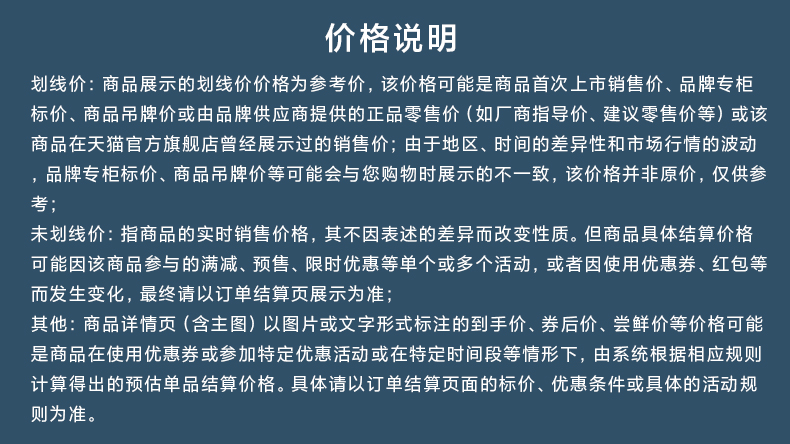 价格说明
划线价：商品展示的划线价价格为参考价，该价格可能是商品首次上市销售价、品牌专柜
标价、商品吊牌价或由品牌供应商提供的正品零售价（如厂商指导价、建议零售价等）或该
商品在天猫官方旗舰店曾经展示过的销售价；由于地区、时间的差异性和市场行情的波动
，品牌专柜标价、商品吊牌价等可能会与您购物时展示的不一致，该价格并非原价，仅供参
考；
未划线价：指商品的实时销售价格，其不因表述的差异而改变性质。但商品具体结算价格
可能因该商品参与的满减、预售、限时优惠等单个或多个活动，或者因使用优惠券、红包等
而发生变化，最终请以订单结算页展示为准；
其他：商品详情页（含主图）以图片或文字形式标注的到手价、券后价、尝鲜价等价格可能
是商品在使用优惠券或参加特定优惠活动或在特定时间段等情形下，由系统根据相应规则
计算得出的预估单品结算价格。具体请以订单结算页面的标价、优惠条件或具体的活动规
则为准。